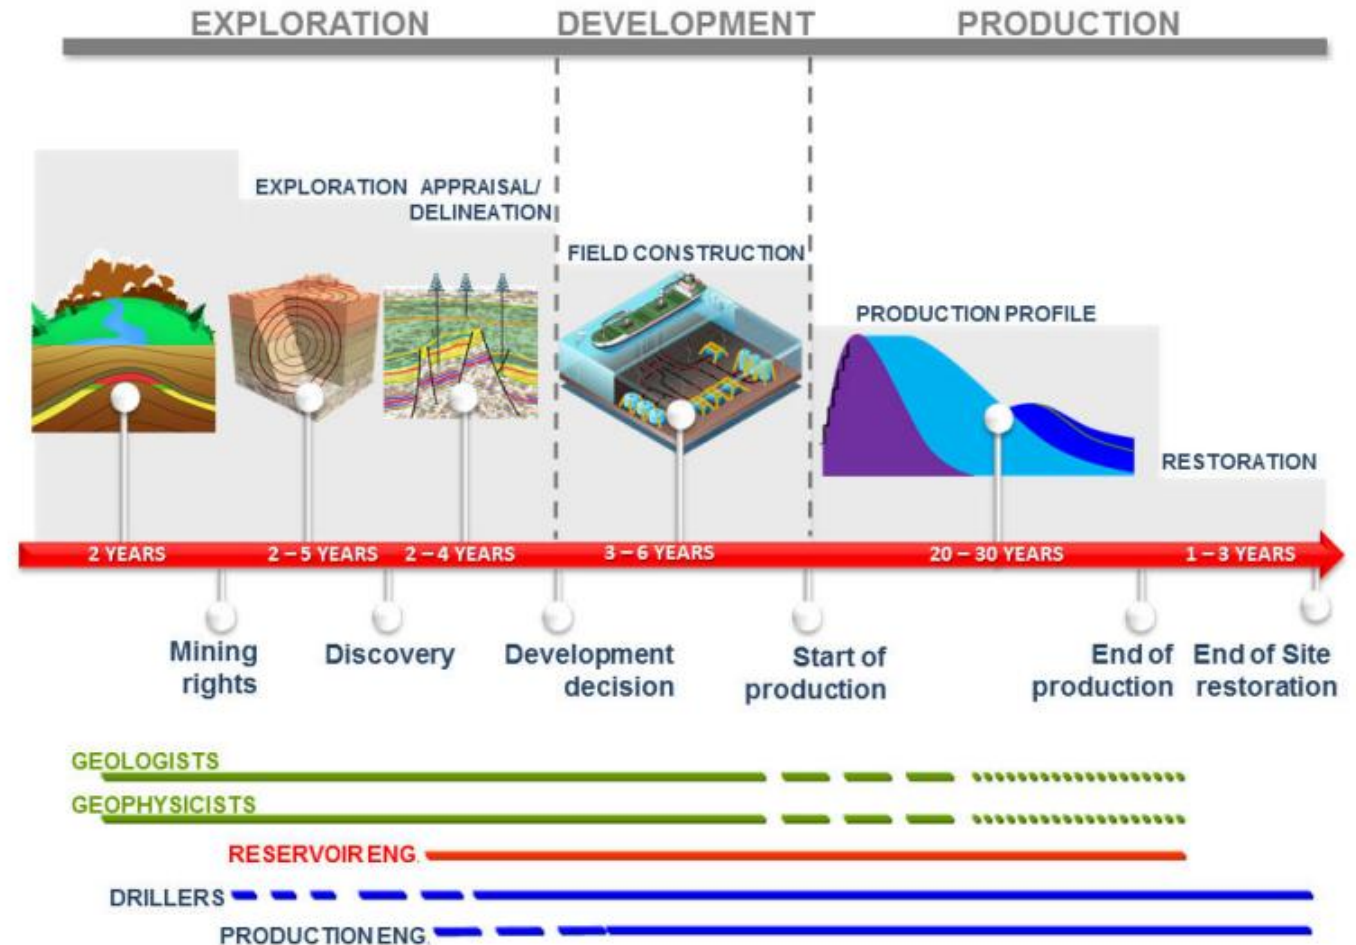 EXPLORATION DEVELOPMENT PRODUCTION
EXPLORATION APPRAISAL/
DELINEATION
FIELD CONSTRUCTION
PRODUCTION PROFILE
RESTORATION
2 YEARS 2 – 5 YEARS 2 – 4 YEARS 3 – 6 YEARS 20 – 30 YEARS 1 – 3 YEARS
Mining
rights
Discovery
Development
decision
Start of
production
End of
production
End of Site
restoration
GEOLOGISTS
GEOPHYSICISTS
RESERVOIR ENG.
DRILLERS
PRODUCTION ENG.